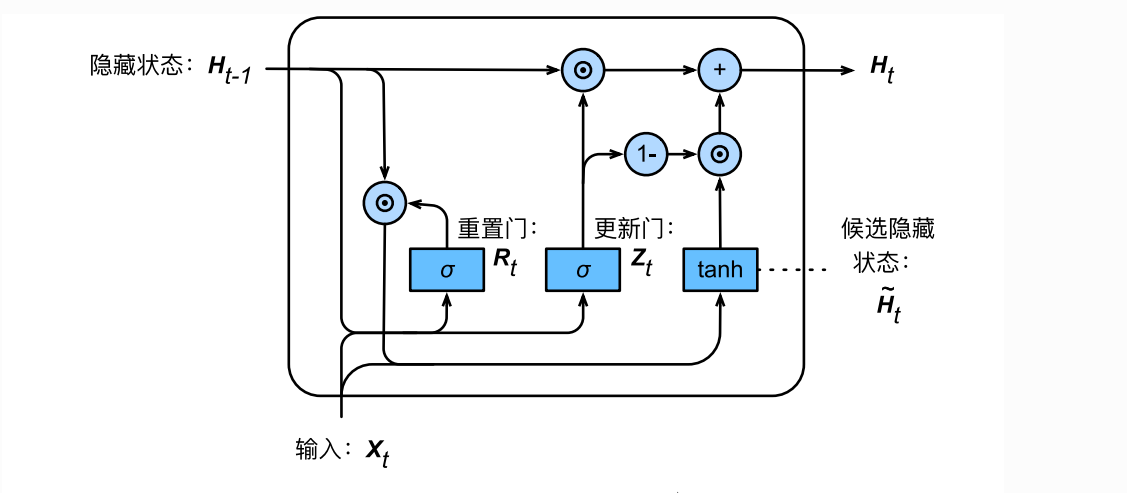 隐藏状态：H_{t-1}
⊙
+
H_t
1-
⊙
⊙
重置门：
R_t
更新门：
Z_t
候选隐藏
状态：
H̃_t
σ
σ
tanh
输入：X_t